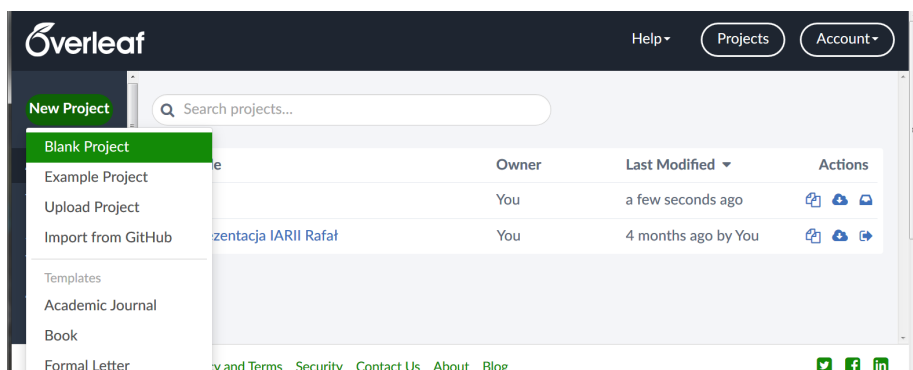 Overleaf
Help Projects Account
New Project Search projects...
Blank Project
Example Project
Upload Project
Import from GitHub
Templates
Academic Journal
Book
Formal Letter
Owner Last Modified Actions
You a few seconds ago
IARII Rafał You 4 months ago by You
and Terms Security Contact Us About Blog